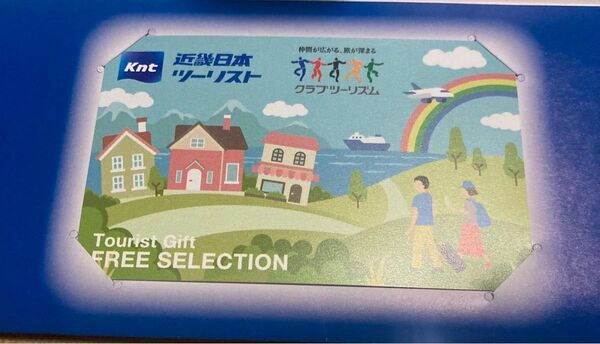 Knt
近畿日本
ツーリスト
仲間が広がる、旅が深まる
クラブツーリズム
Tourist Gift
FREE SELECTION